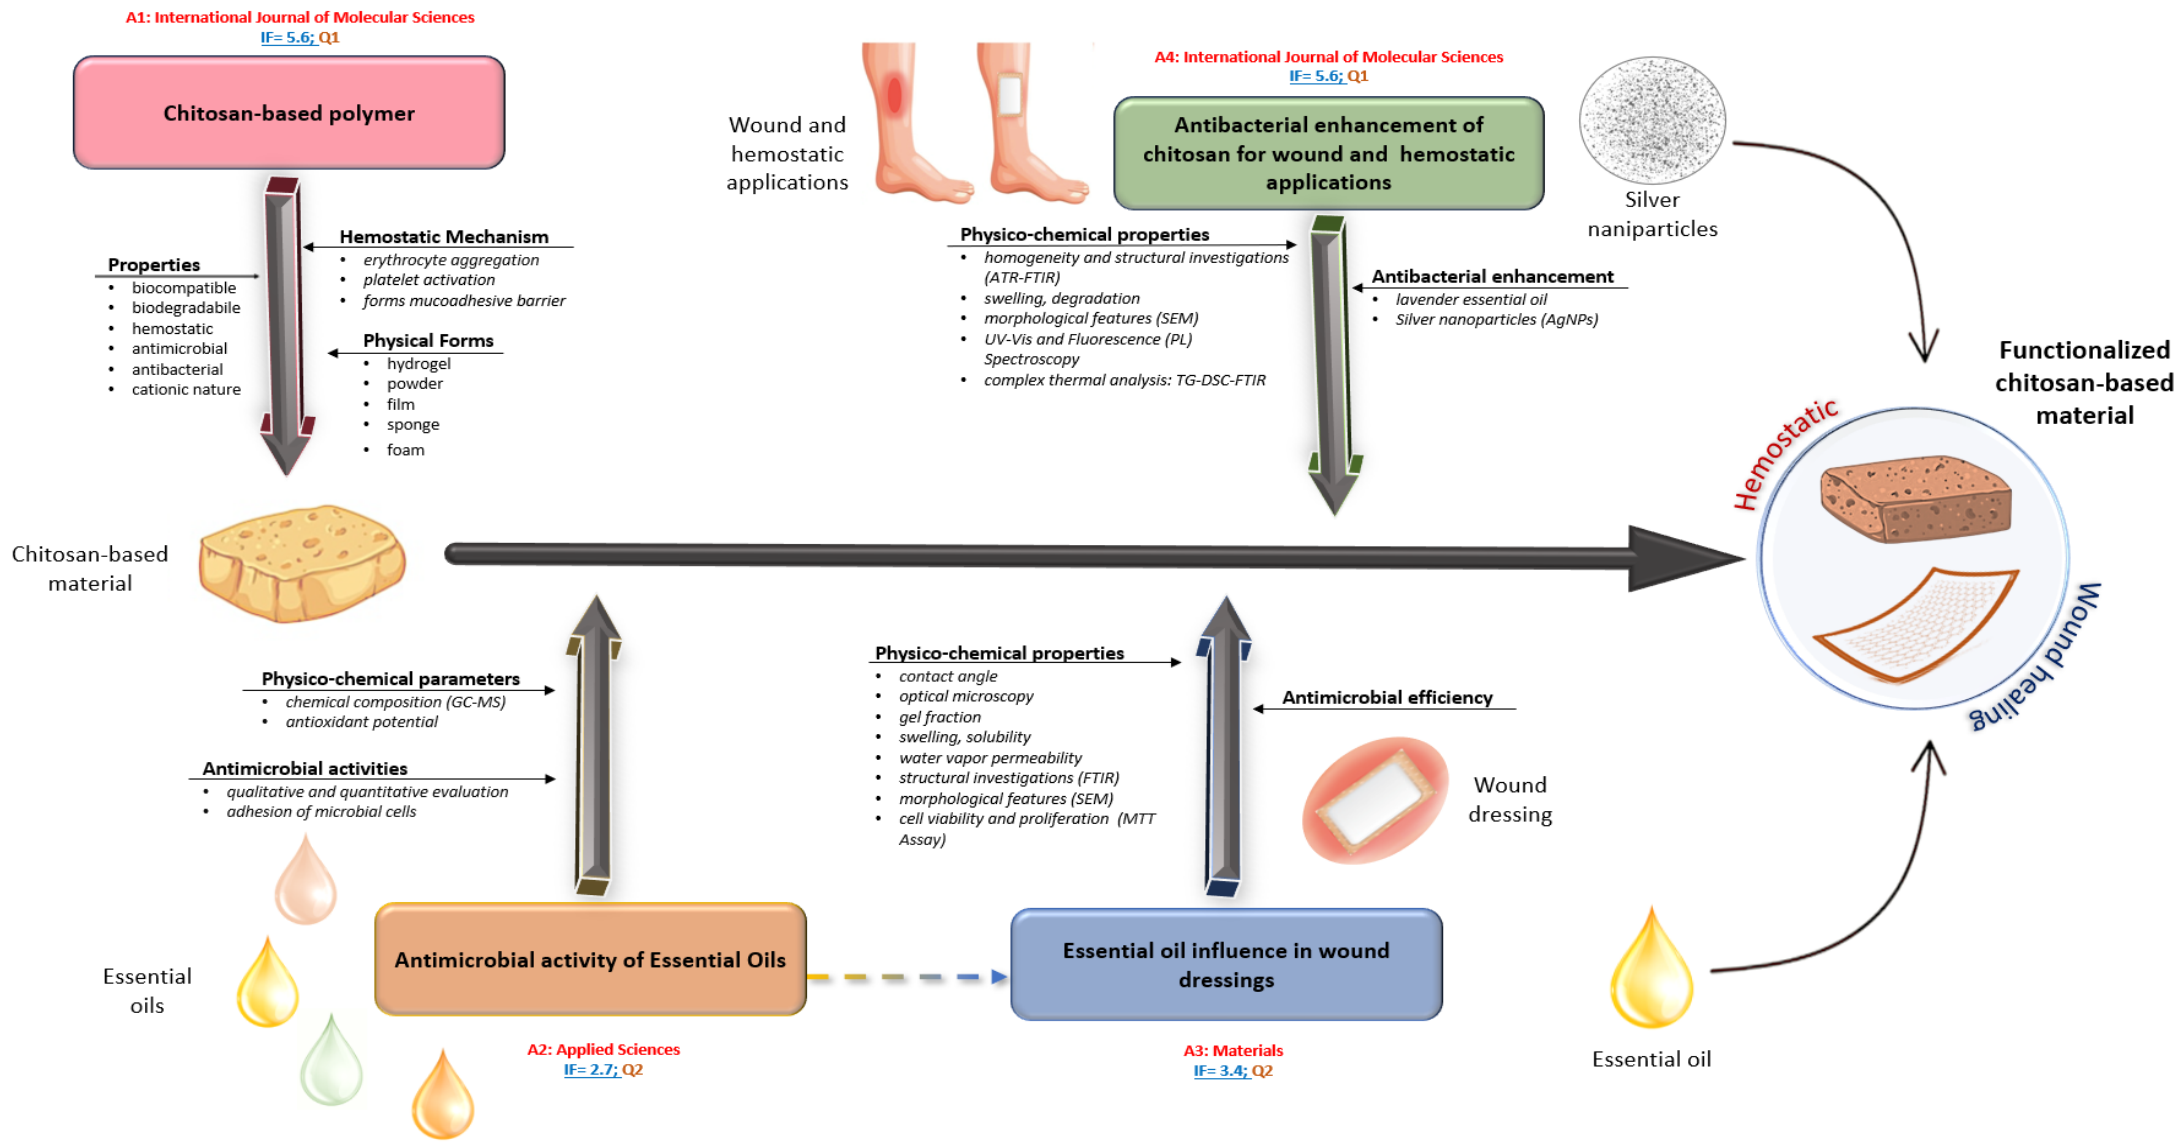 A1: International Journal of Molecular Sciences
IF= 5.6; Q1
Chitosan-based polymer
Hemostatic Mechanism
• erythrocyte aggregation
• platelet activation
• forms mucoadhesive barrier
Properties
• biocompatible
• biodegradabile
• hemostatic
• antimicrobial
• antibacterial
• cationic nature
Physical Forms
• hydrogel
• powder
• film
• sponge
• foam
Wound and
hemostatic
applications
A4: International Journal of Molecular Sciences
IF= 5.6; Q1
Antibacterial enhancement of
chitosan for wound and hemostatic
applications
Silver
naniparticles
Physico-chemical properties
• homogeneity and structural investigations
(ATR-FTIR)
• swelling, degradation
• morphological features (SEM)
• UV-Vis and Fluorescence (PL)
Spectroscopy
• complex thermal analysis: TG-DSC-FTIR
Antibacterial enhancement
• lavender essential oil
• Silver nanoparticles (AgNPs)
Functionalized
chitosan-based
material
Hemostatic
Wound healing
Chitosan-based
material
Physico-chemical parameters
• chemical composition (GC-MS)
• antioxidant potential
Antimicrobial activities
• qualitative and quantitative evaluation
• adhesion of microbial cells
Physico-chemical properties
• contact angle
• optical microscopy
• gel fraction
• swelling, solubility
• water vapor permeability
• structural investigations (FTIR)
• morphological features (SEM)
• cell viability and proliferation (MTT
Assay)
Antimicrobial efficiency
Wound
dressing
Essential
oils
Antimicrobial activity of Essential Oils
A2: Applied Sciences
IF= 2.7; Q2
Essential oil influence in wound
dressings
A3: Materials
IF= 3.4; Q2
Essential oil